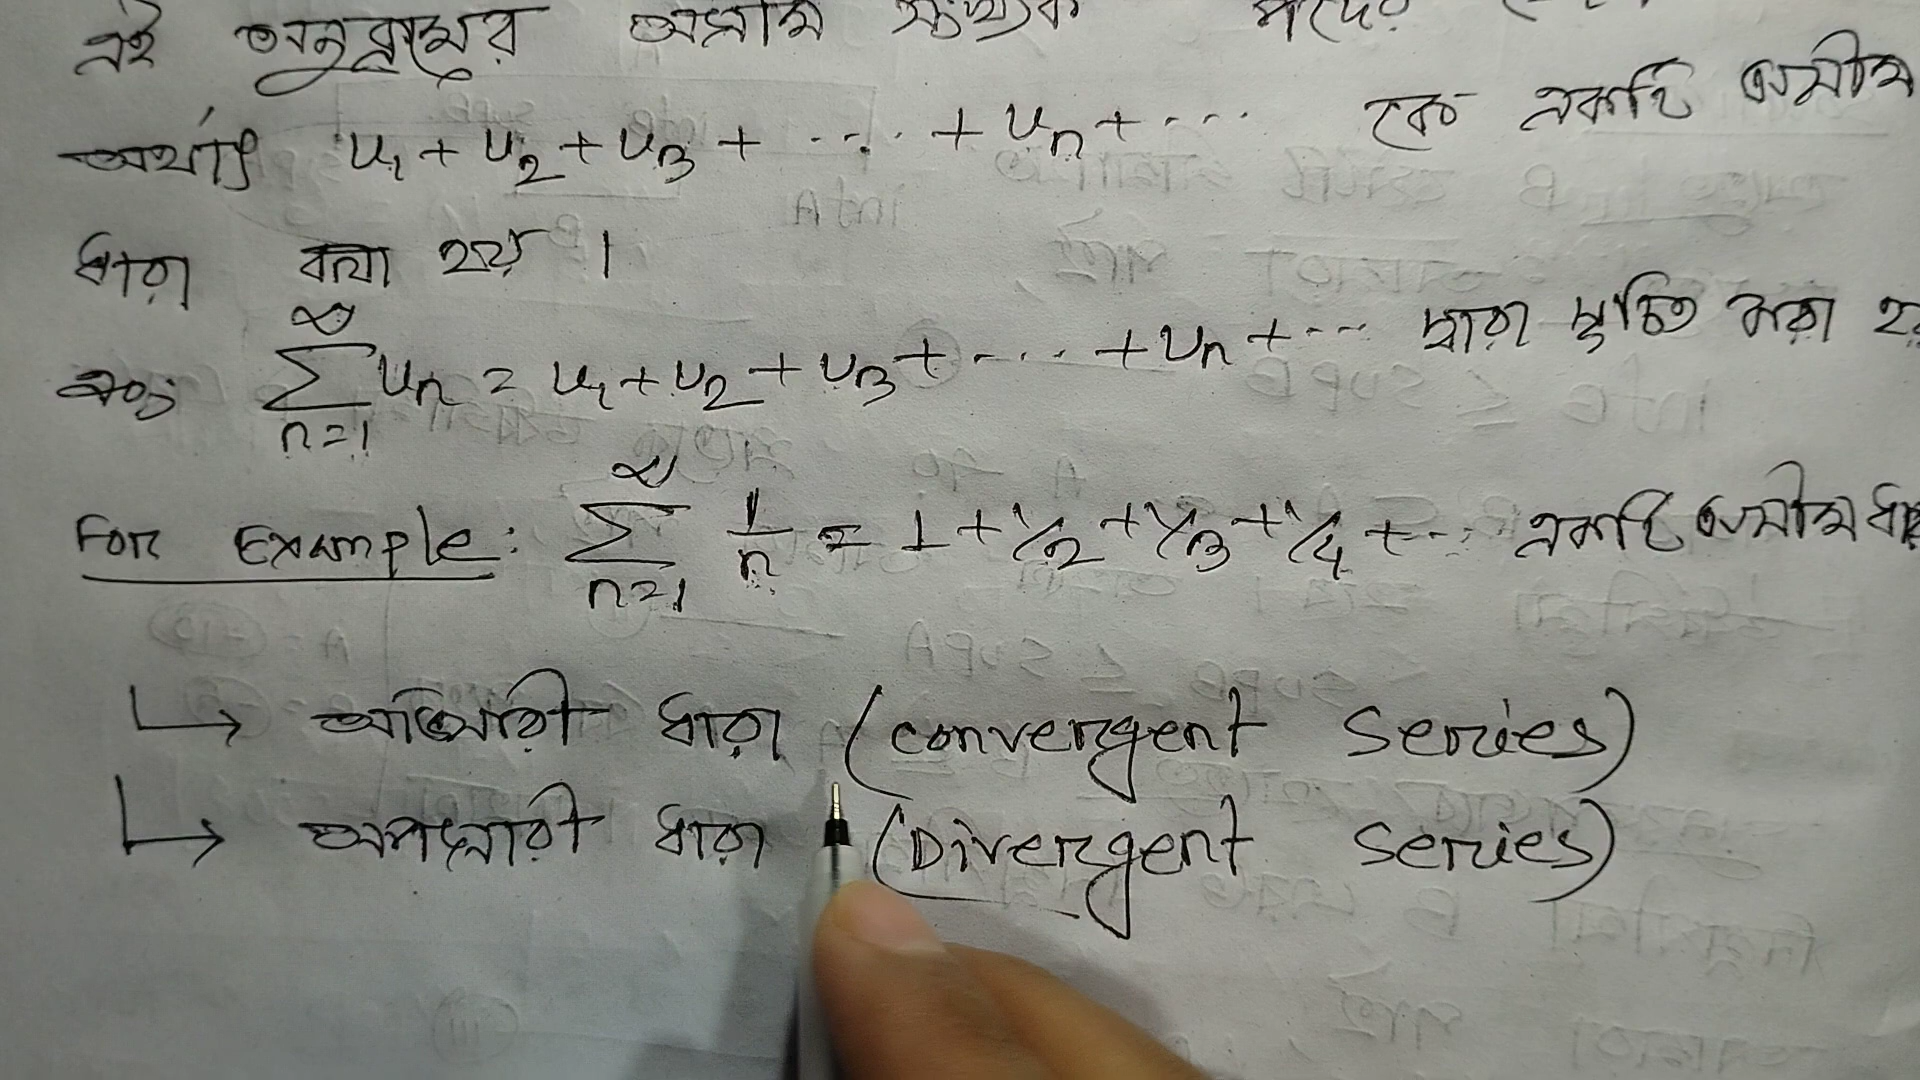 এই অনুক্রমের অসীম সংখ্যক পদের
অর্থাৎ u₁ + u₂ + u₃ + ... + uₙ + ... কে একটি অসীম
ধারা বলা হয় ।
এবং ∑_{n=1}^{∞} uₙ = u₁ + u₂ + u₃ + ... + uₙ + ... দ্বারা সূচিত করা হয়
For Example: ∑_{n=1}^{∞} 1/n = 1 + 1/2 + 1/3 + 1/4 + ... একটি অসীম ধারা
↳ অভিসারী ধারা (convergent series)
↳ অপসারী ধারা (Divergent series)